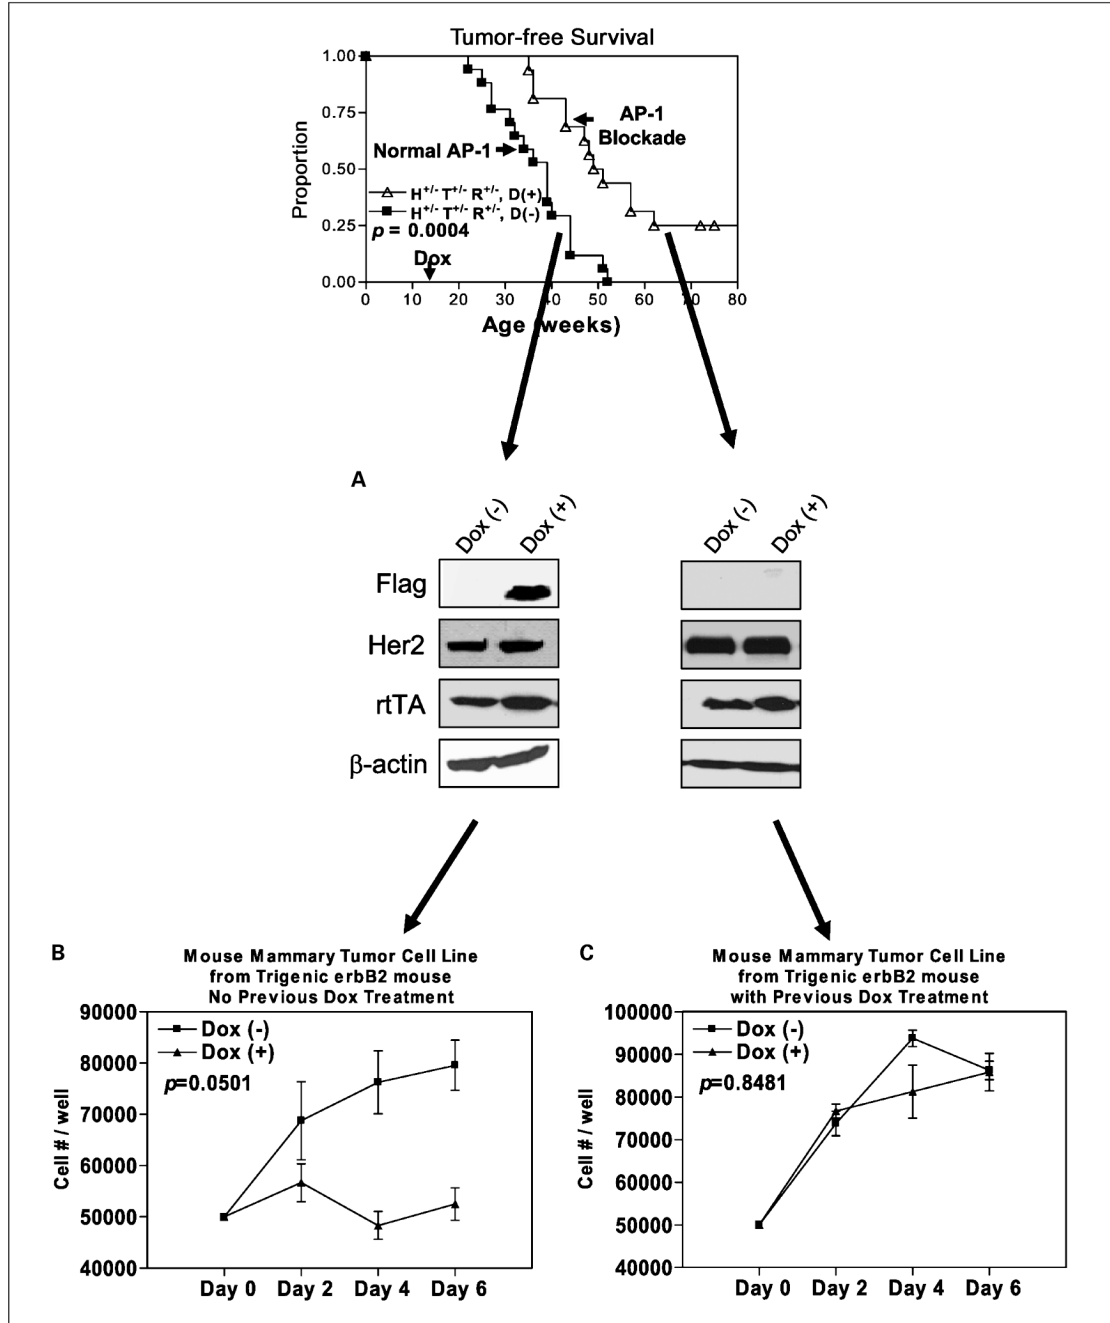 Tumor-free Survival
1.00
0.75
0.50
0.25
0.00
Proportion
AP-1
Blockade
Normal AP-1
H+/- T+/- R+/-, D(+)
H+/- T+/- R+/-, D(-)
p = 0.0004
Dox
0 10 20 30 40 50 60 70 80
Age (weeks)
A
Dox (-) Dox (+) Dox (-) Dox (+)
Flag
Her2
rtTA
β-actin
B
Mouse Mammary Tumor Cell Line
from Trigenic erbB2 mouse
No Previous Dox Treatment
90000
80000
70000
60000
50000
40000
Cell # / well
Dox (-)
Dox (+)
p=0.0501
Day 0 Day 2 Day 4 Day 6
C
Mouse Mammary Tumor Cell Line
from Trigenic erbB2 mouse
with Previous Dox Treatment
100000
90000
80000
70000
60000
50000
40000
Cell # / well
Dox (-)
Dox (+)
p=0.8481
Day 0 Day 2 Day 4 Day 6